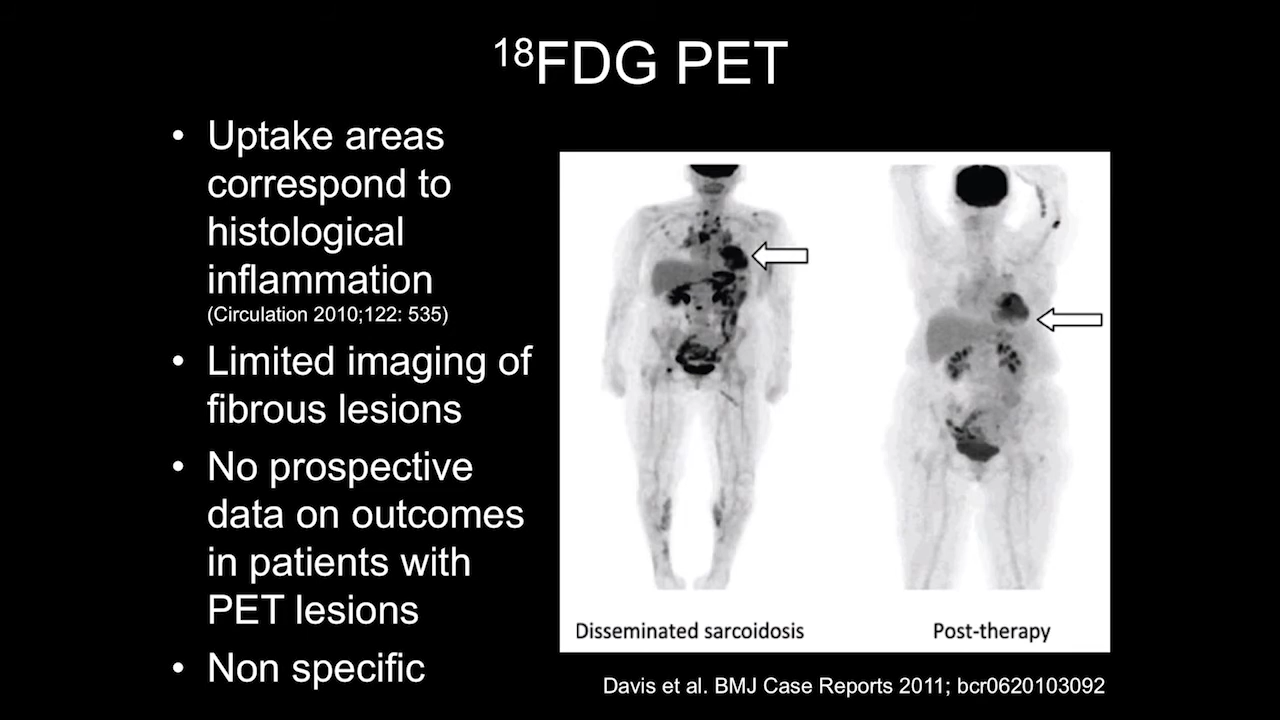 ¹⁸FDG PET
• Uptake areas
correspond to
histological
inflammation
(Circulation 2010;122: 535)
• Limited imaging of
fibrous lesions
• No prospective
data on outcomes
in patients with
PET lesions
• Non specific
Disseminated sarcoidosis
Post-therapy
Davis et al. BMJ Case Reports 2011; bcr0620103092